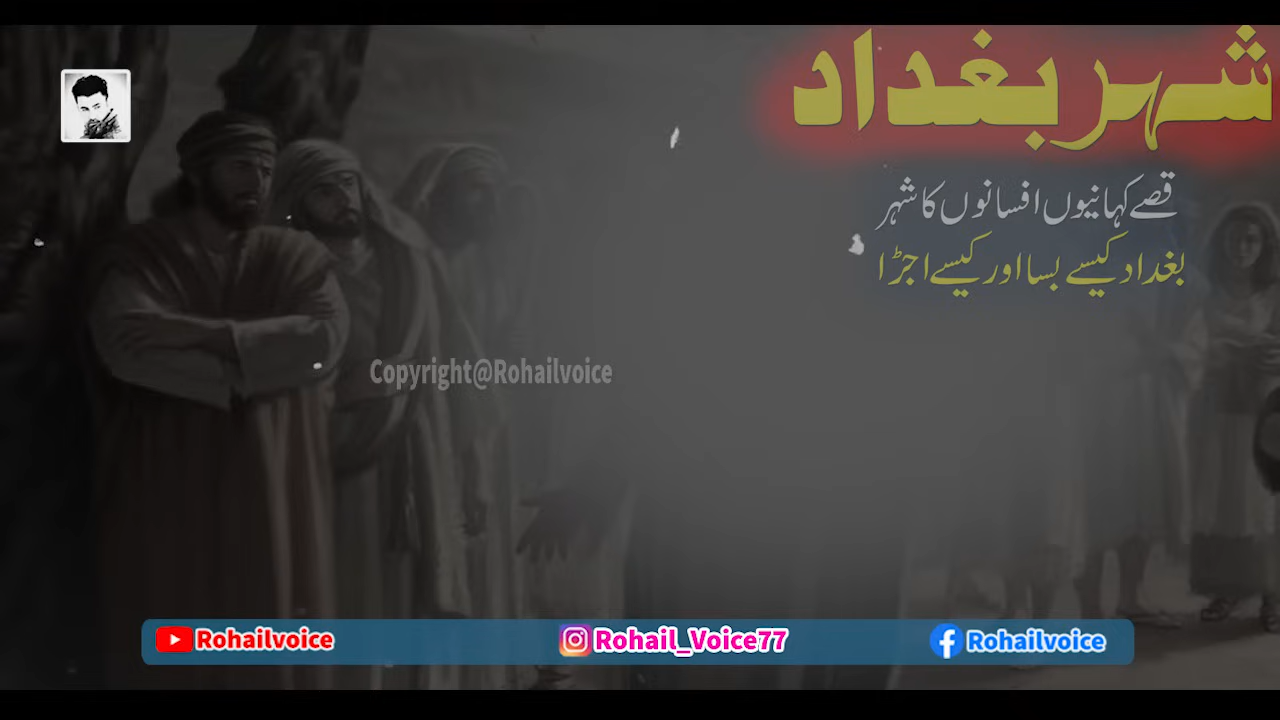 شہر بغداد
قصے کہانیوں افسانوں کا شہر
بغداد کیسے بسا اور کیسے اجڑا
Copyright@Rohailvoice
Rohailvoice
Rohail_Voice77
Rohailvoice